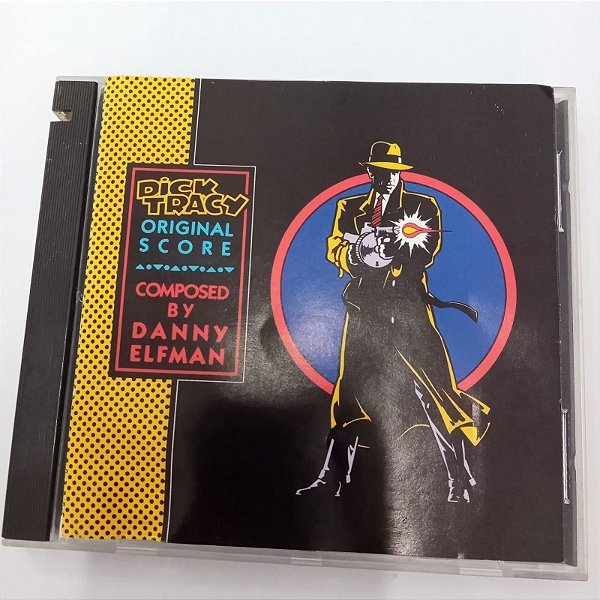 DiCK
TRACY
ORIGINAL
SCORE
COMPOSED
BY
DANNY
ELFMAN